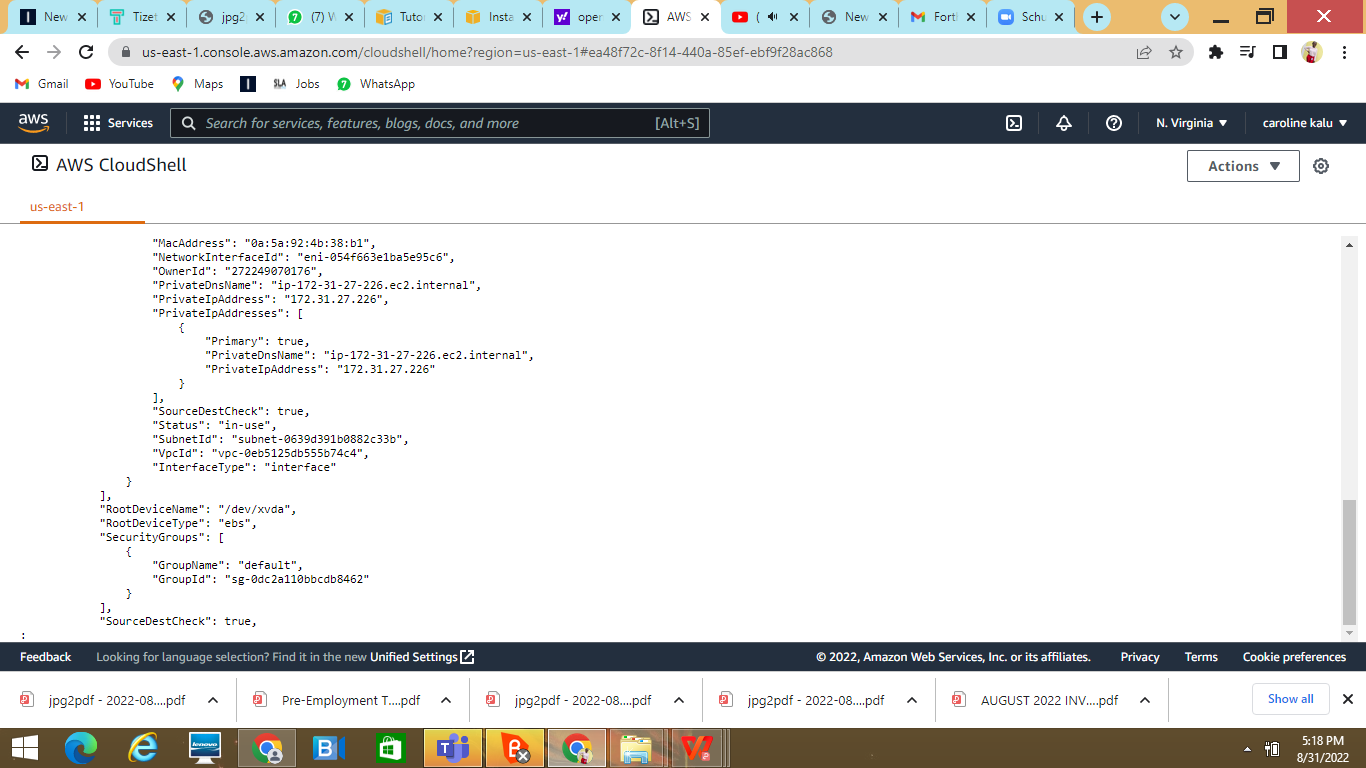 New
Tizet
jpg2
(7) W
Tutor
Insta
oper
AWS
(
New
Forth
Schu
us-east-1.console.aws.amazon.com/cloudshell/home?region=us-east-1#ea48f72c-8f14-440a-85ef-ebf9f28ac868
Gmail
YouTube
Maps
SLA Jobs
WhatsApp
aws
Services
Search for services, features, blogs, docs, and more
[Alt+S]
N. Virginia
caroline kalu
AWS CloudShell
Actions
us-east-1
"MacAddress": "0a:5a:92:4b:38:b1",
"NetworkInterfaceId": "eni-054f663e1ba5e95c6",
"OwnerId": "272249070176",
"PrivateDnsName": "ip-172-31-27-226.ec2.internal",
"PrivateIpAddress": "172.31.27.226",
"PrivateIpAddresses": [
{
"Primary": true,
"PrivateDnsName": "ip-172-31-27-226.ec2.internal",
"PrivateIpAddress": "172.31.27.226"
}
],
"SourceDestCheck": true,
"Status": "in-use",
"SubnetId": "subnet-0639d391b0882c33b",
"VpcId": "vpc-0eb5125db555b74c4",
"InterfaceType": "interface"
}
],
"RootDeviceName": "/dev/xvda",
"RootDeviceType": "ebs",
"SecurityGroups": [
{
"GroupName": "default",
"GroupId": "sg-0dc2a110bbcdb8462"
}
],
"SourceDestCheck": true,
:
Feedback
Looking for language selection? Find it in the new Unified Settings
© 2022, Amazon Web Services, Inc. or its affiliates.
Privacy
Terms
Cookie preferences
jpg2pdf - 2022-08....pdf
Pre-Employment T....pdf
jpg2pdf - 2022-08....pdf
jpg2pdf - 2022-08....pdf
AUGUST 2022 INV....pdf
Show all
lenovo
5:18 PM
8/31/2022